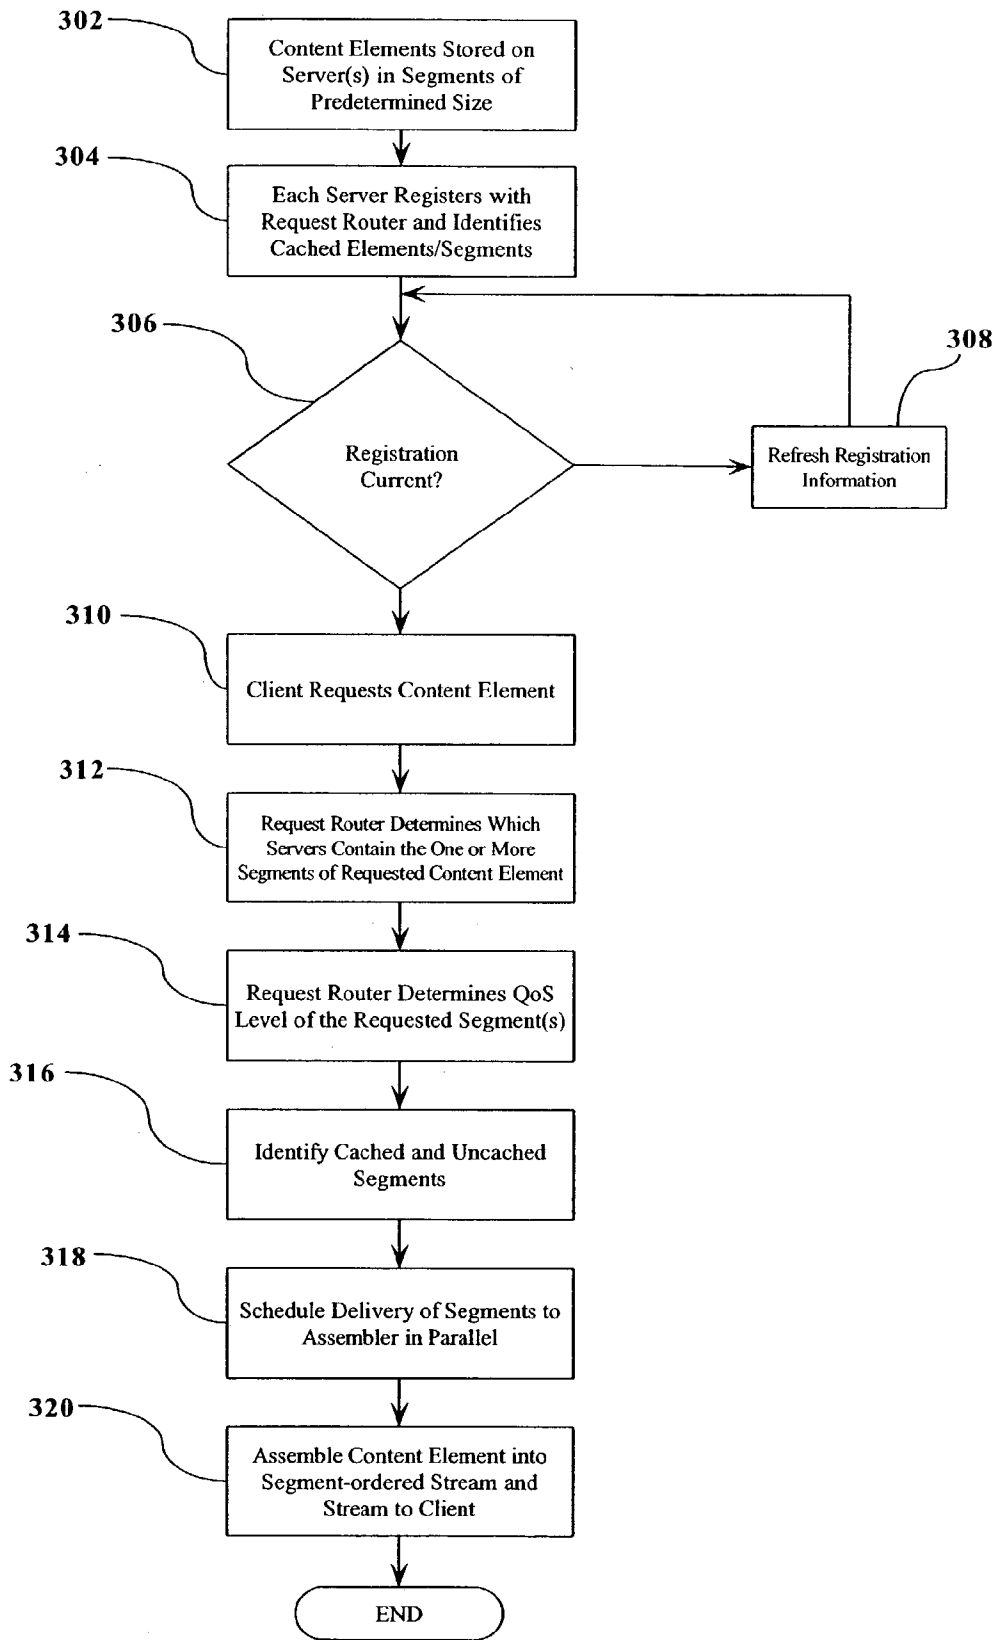 302
Content Elements Stored on
Server(s) in Segments of
Predetermined Size
304
Each Server Registers with
Request Router and Identifies
Cached Elements/Segments
306
Registration
Current?
308
Refresh Registration
Information
310
Client Requests Content Element
312
Request Router Determines Which
Servers Contain the One or More
Segments of Requested Content Element
314
Request Router Determines QoS
Level of the Requested Segment(s)
316
Identify Cached and Uncached
Segments
318
Schedule Delivery of Segments to
Assembler in Parallel
320
Assemble Content Element into
Segment-ordered Stream and
Stream to Client
END